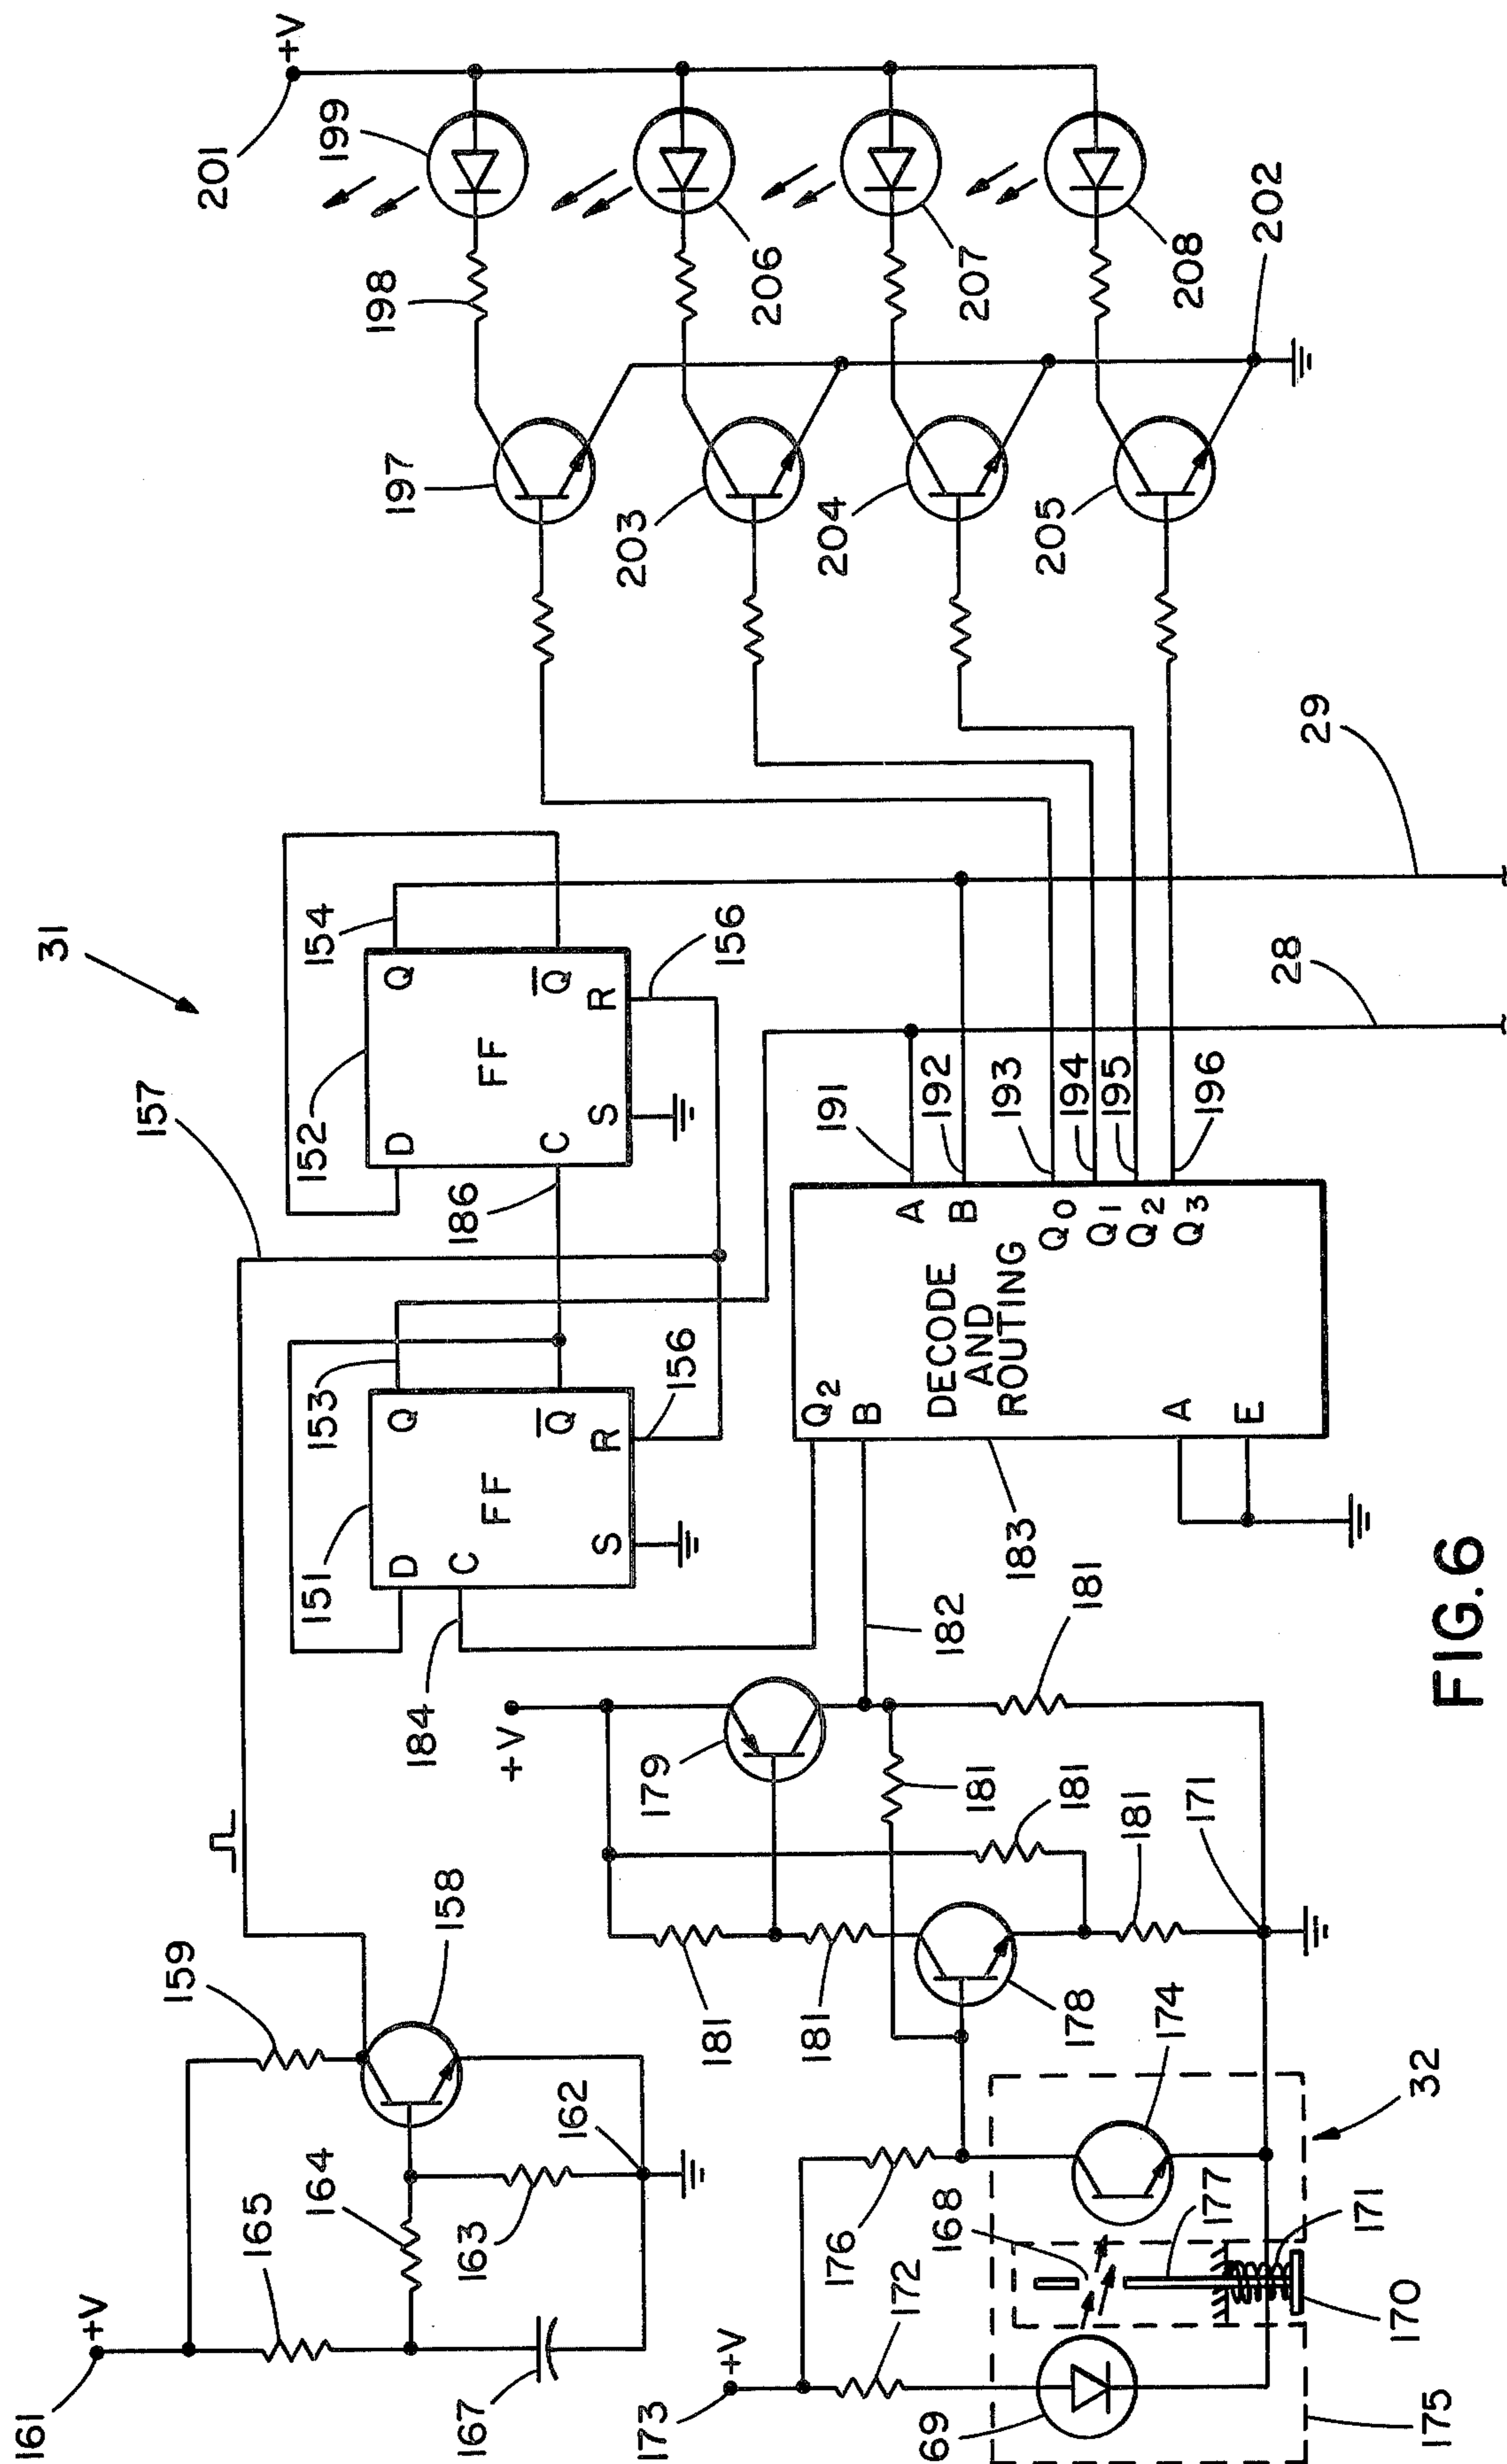 31
157
+V
201
199
198
197
206
203
207
204
208
205
202
161
+V
165
164
159
158
163
162
167
151
D
C
FF
S
Q
Q̅
R
153
156
184
186
152
D
C
FF
S
Q
Q̅
R
154
156
+V
179
181
181
181
181
181
181
171
178
182
183
Q2
B
A
E
DECODE
AND
ROUTING
A
B
Q0
Q1
Q2
Q3
191
192
193
194
195
196
28
29
173
+V
172
176
168
174
177
171
170
69
175
32
FIG.6